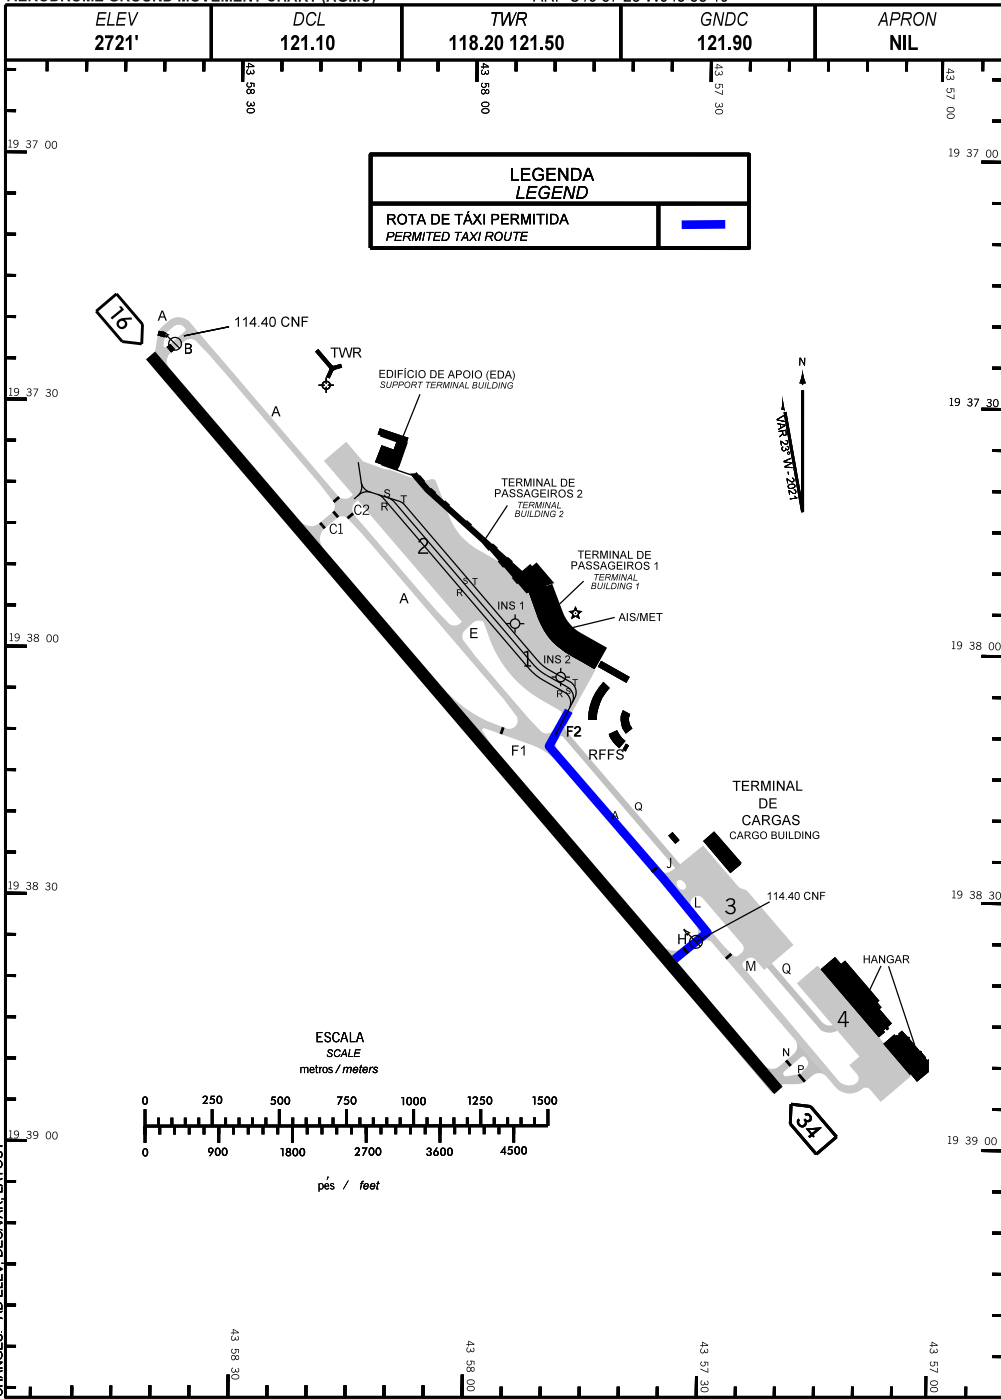 ELEV
2721'
DCL
121.10
TWR
118.20 121.50
GNDC
121.90
APRON
NIL
43 58 30
43 58 00
43 57 30
43 57 00
19 37 00
19 37 00
LEGENDA
LEGEND
ROTA DE TÁXI PERMITIDA
PERMITED TAXI ROUTE
16
A
114.40 CNF
B
TWR
EDIFÍCIO DE APOIO (EDA)
SUPPORT TERMINAL BUILDING
N
VAR 23° W - 2021
19 37 30
19 37 30
A
TERMINAL DE
PASSAGEIROS 2
TERMINAL
BUILDING 2
S
T
R
C2
C1
2
TERMINAL DE
PASSAGEIROS 1
TERMINAL
BUILDING 1
S T
R
A
INS 1
AIS/MET
E
19 38 00
19 38 00
1
INS 2
T
S
R
F2
F1
RFFS
TERMINAL
DE
CARGAS
CARGO BUILDING
Q
A
J
19 38 30
19 38 30
L
3
114.40 CNF
H
M
Q
HANGAR
4
N
P
34
ESCALA
SCALE
metros / meters
0 250 500 750 1000 1250 1500
0 900 1800 2700 3600 4500
pés / feet
19 39 00
19 39 00
43 58 30
43 58 00
43 57 30
43 57 00